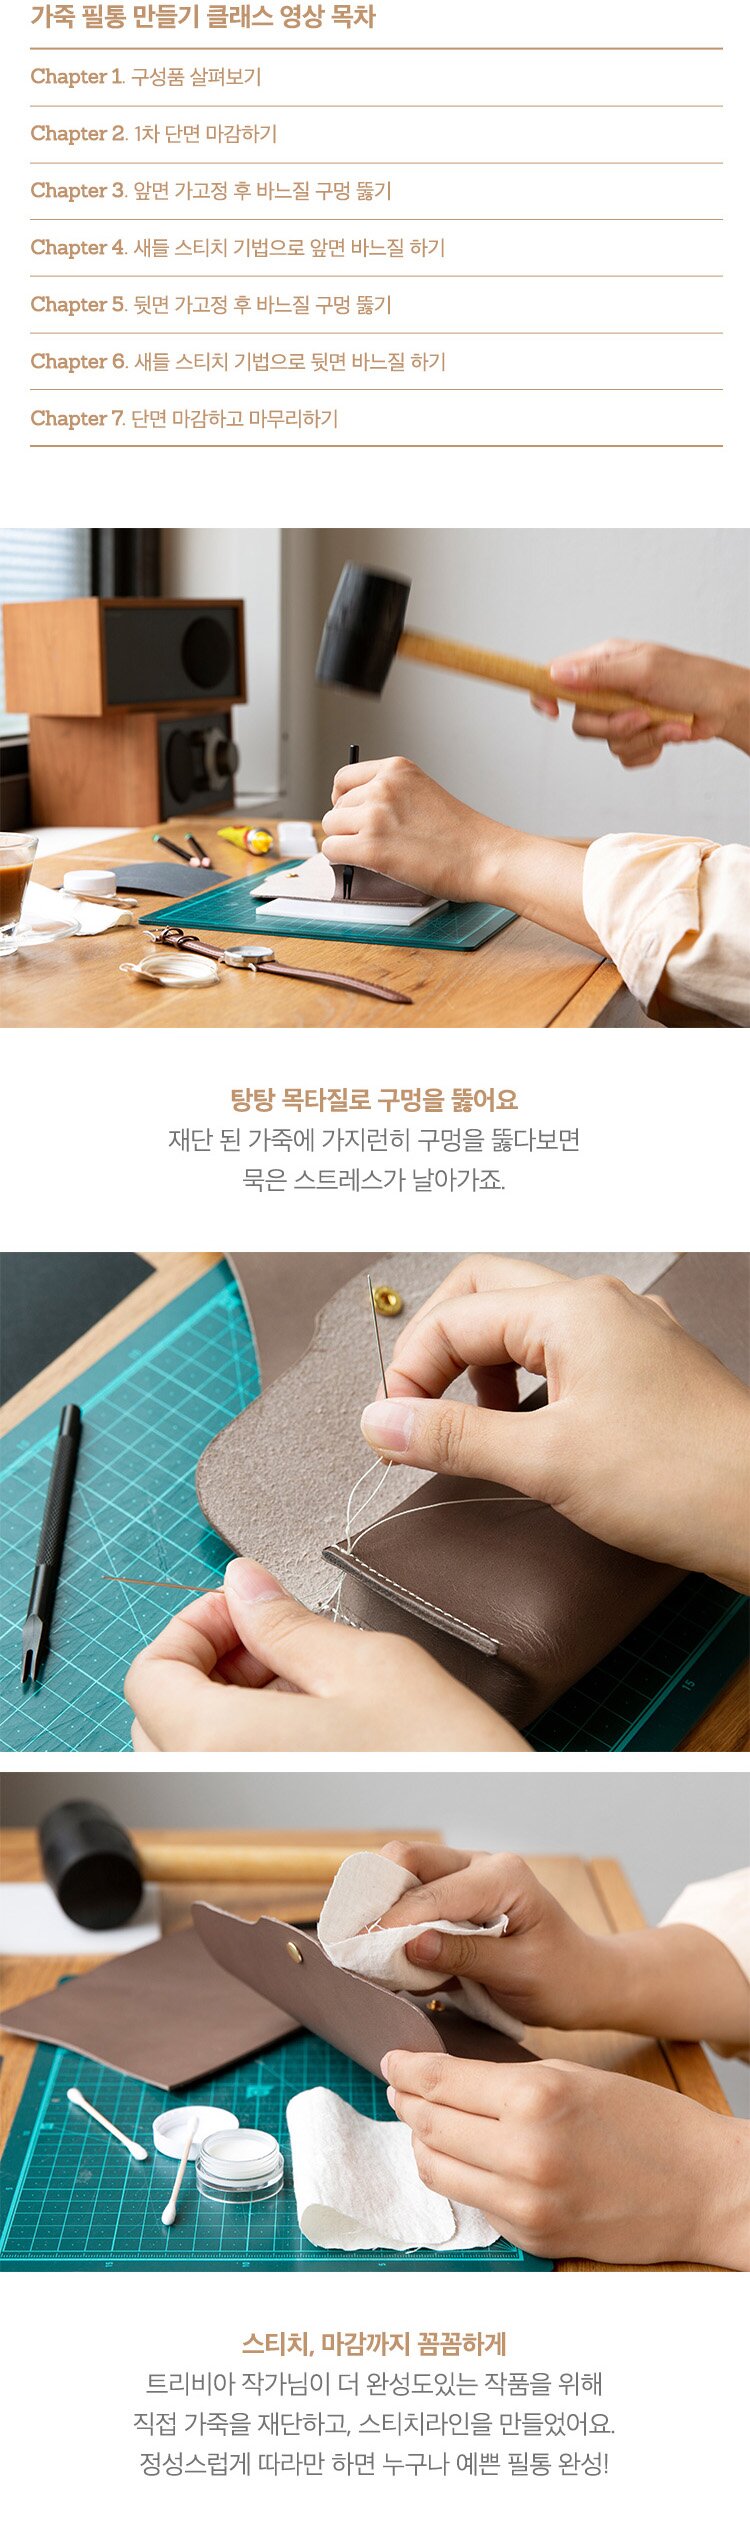 가죽 필통 만들기 클래스 영상 목차
Chapter 1. 구성품 살펴보기
Chapter 2. 1차 단면 마감하기
Chapter 3. 앞면 가고정 후 바느질 구멍 뚫기
Chapter 4. 새들 스티치 기법으로 앞면 바느질 하기
Chapter 5. 뒷면 가고정 후 바느질 구멍 뚫기
Chapter 6. 새들 스티치 기법으로 뒷면 바느질 하기
Chapter 7. 단면 마감하고 마무리하기
탕탕 목타질로 구멍을 뚫어요
재단 된 가죽에 가지런히 구멍을 뚫다보면
묵은 스트레스가 날아가죠.
15
스티치, 마감까지 꼼꼼하게
트리비아 작가님이 더 완성도있는 작품을 위해
직접 가죽을 재단하고, 스티치라인을 만들었어요.
정성스럽게 따라만 하면 누구나 예쁜 필통 완성!